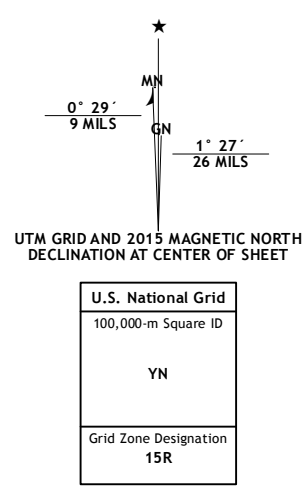 ★
MN
0° 29´
9 MILS
GN
1° 27´
26 MILS
UTM GRID AND 2015 MAGNETIC NORTH
DECLINATION AT CENTER OF SHEET
U.S. National Grid
100,000-m Square ID
YN
Grid Zone Designation
15R